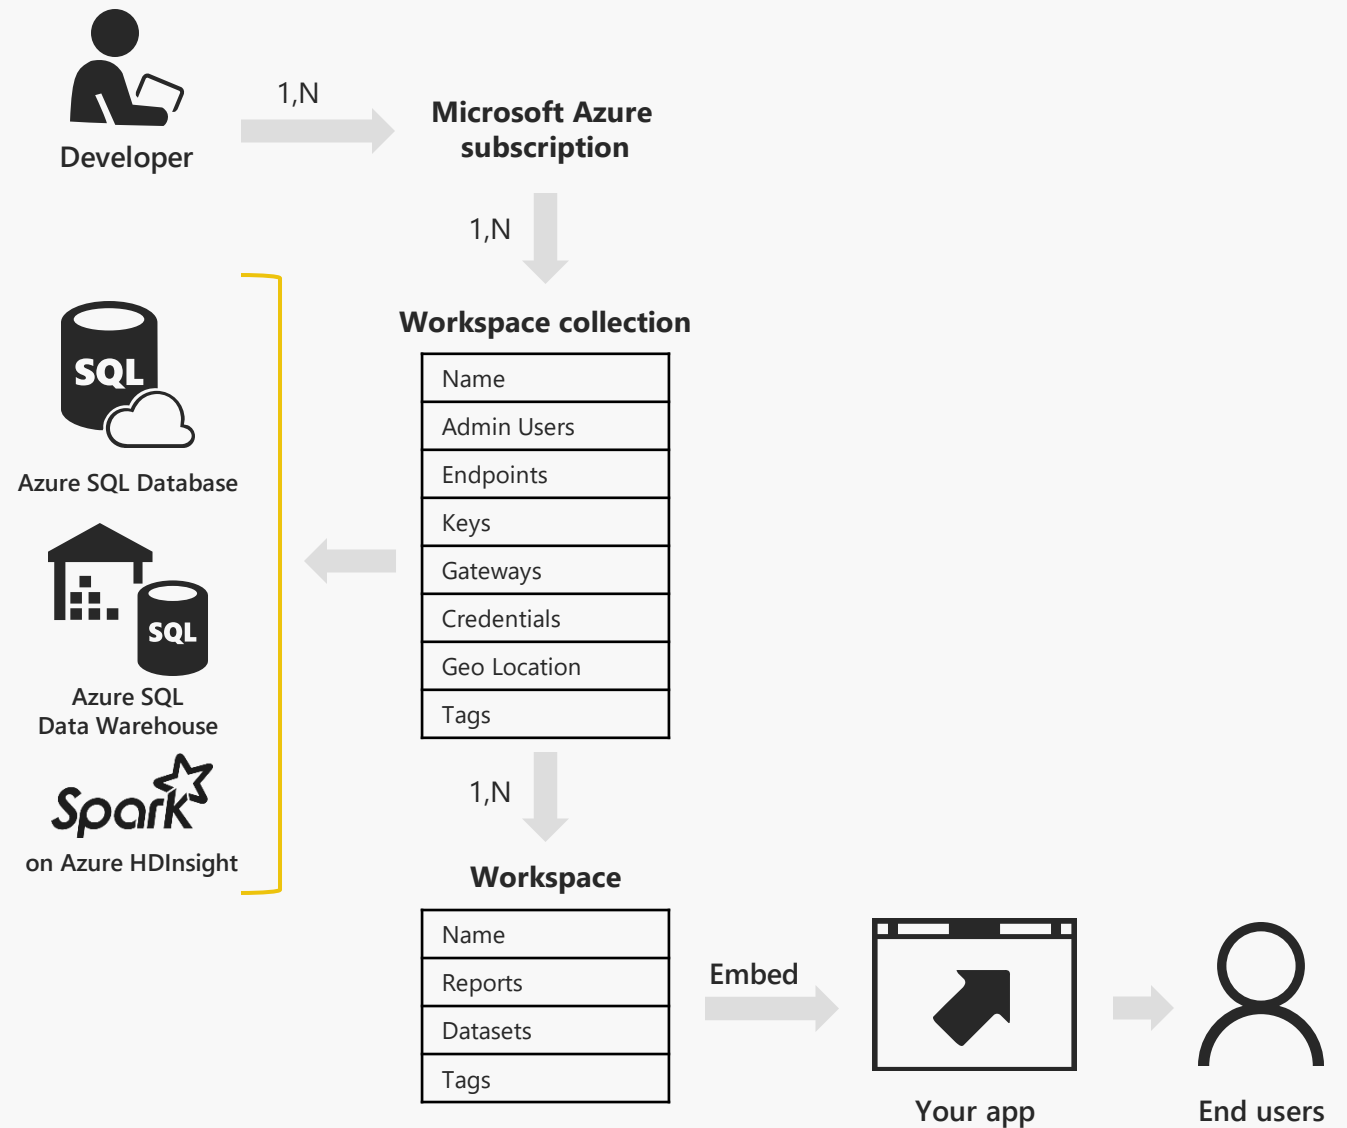 Developer
1,N
Microsoft Azure
subscription
1,N
Workspace collection
Name
Admin Users
Endpoints
Keys
Gateways
Credentials
Geo Location
Tags
SQL
Azure SQL Database
SQL
Azure SQL
Data Warehouse
Spark
on Azure HDInsight
1,N
Workspace
Name
Reports
Datasets
Tags
Embed
Your app
End users